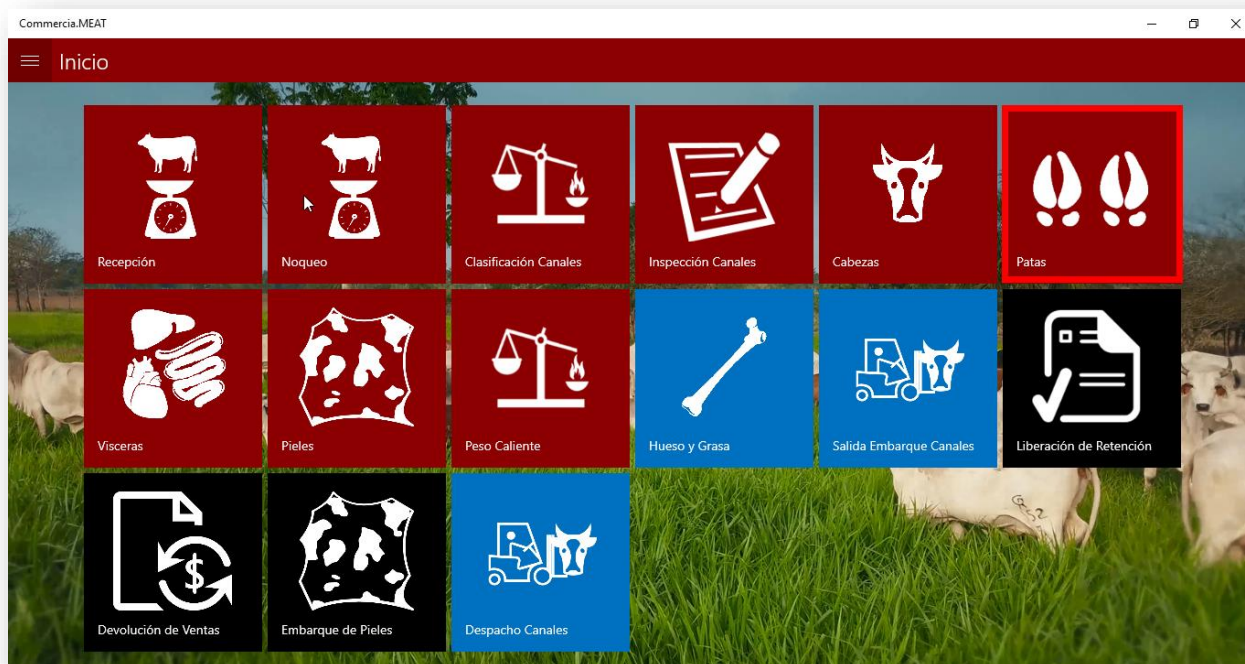 Commercia.MEAT
Inicio
Recepción
Noqueo
Clasificación Canales
Inspección Canales
Cabezas
Patas
Visceras
Pieles
Peso Caliente
Hueso y Grasa
Salida Embarque Canales
Liberación de Retención
$
Devolución de Ventas
Embarque de Pieles
Despacho Canales